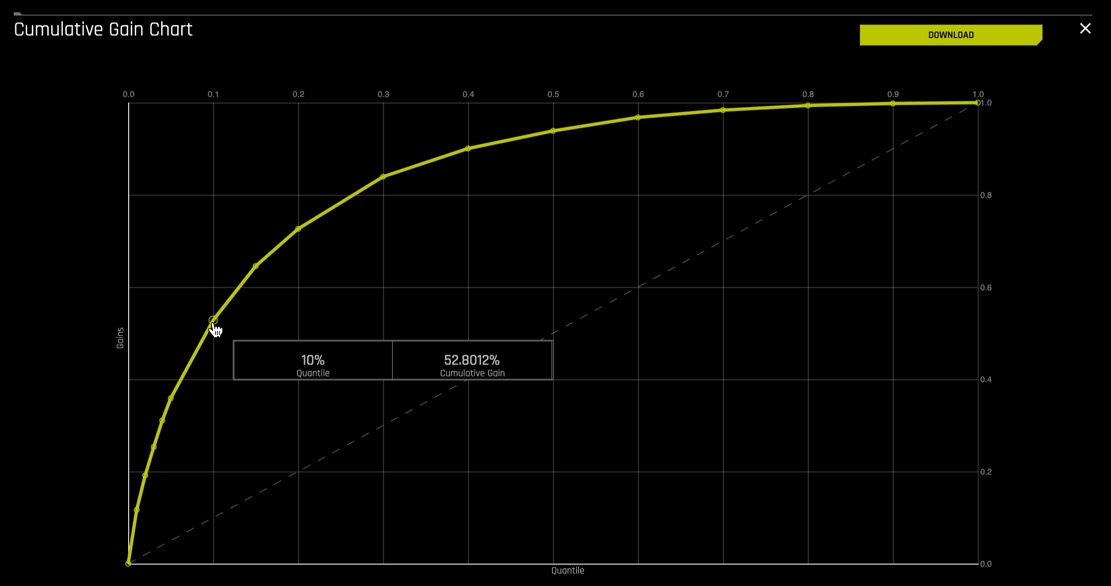 Cumulative Gain Chart
DOWNLOAD
0.0 0.1 0.2 0.3 0.4 0.5 0.6 0.7 0.8 0.9 1.0
1.0
0.8
0.6
Gains
10% 52.8012%
Quantile Cumulative Gain
0.4
0.2
0.0
Quantile